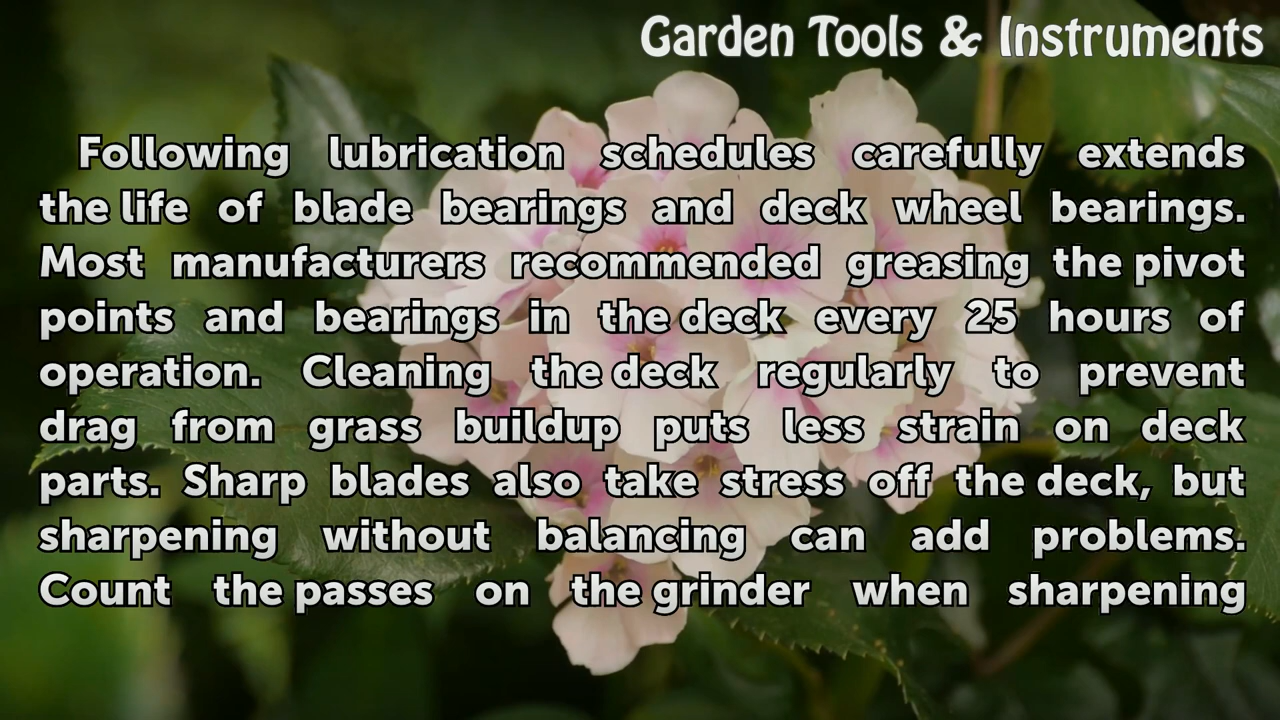 Garden Tools & Instruments
Following lubrication schedules carefully extends
the life of blade bearings and deck wheel bearings.
Most manufacturers recommended greasing the pivot
points and bearings in the deck every 25 hours of
operation. Cleaning the deck regularly to prevent
drag from grass buildup puts less strain on deck
parts. Sharp blades also take stress off the deck, but
sharpening without balancing can add problems.
Count the passes on the grinder when sharpening